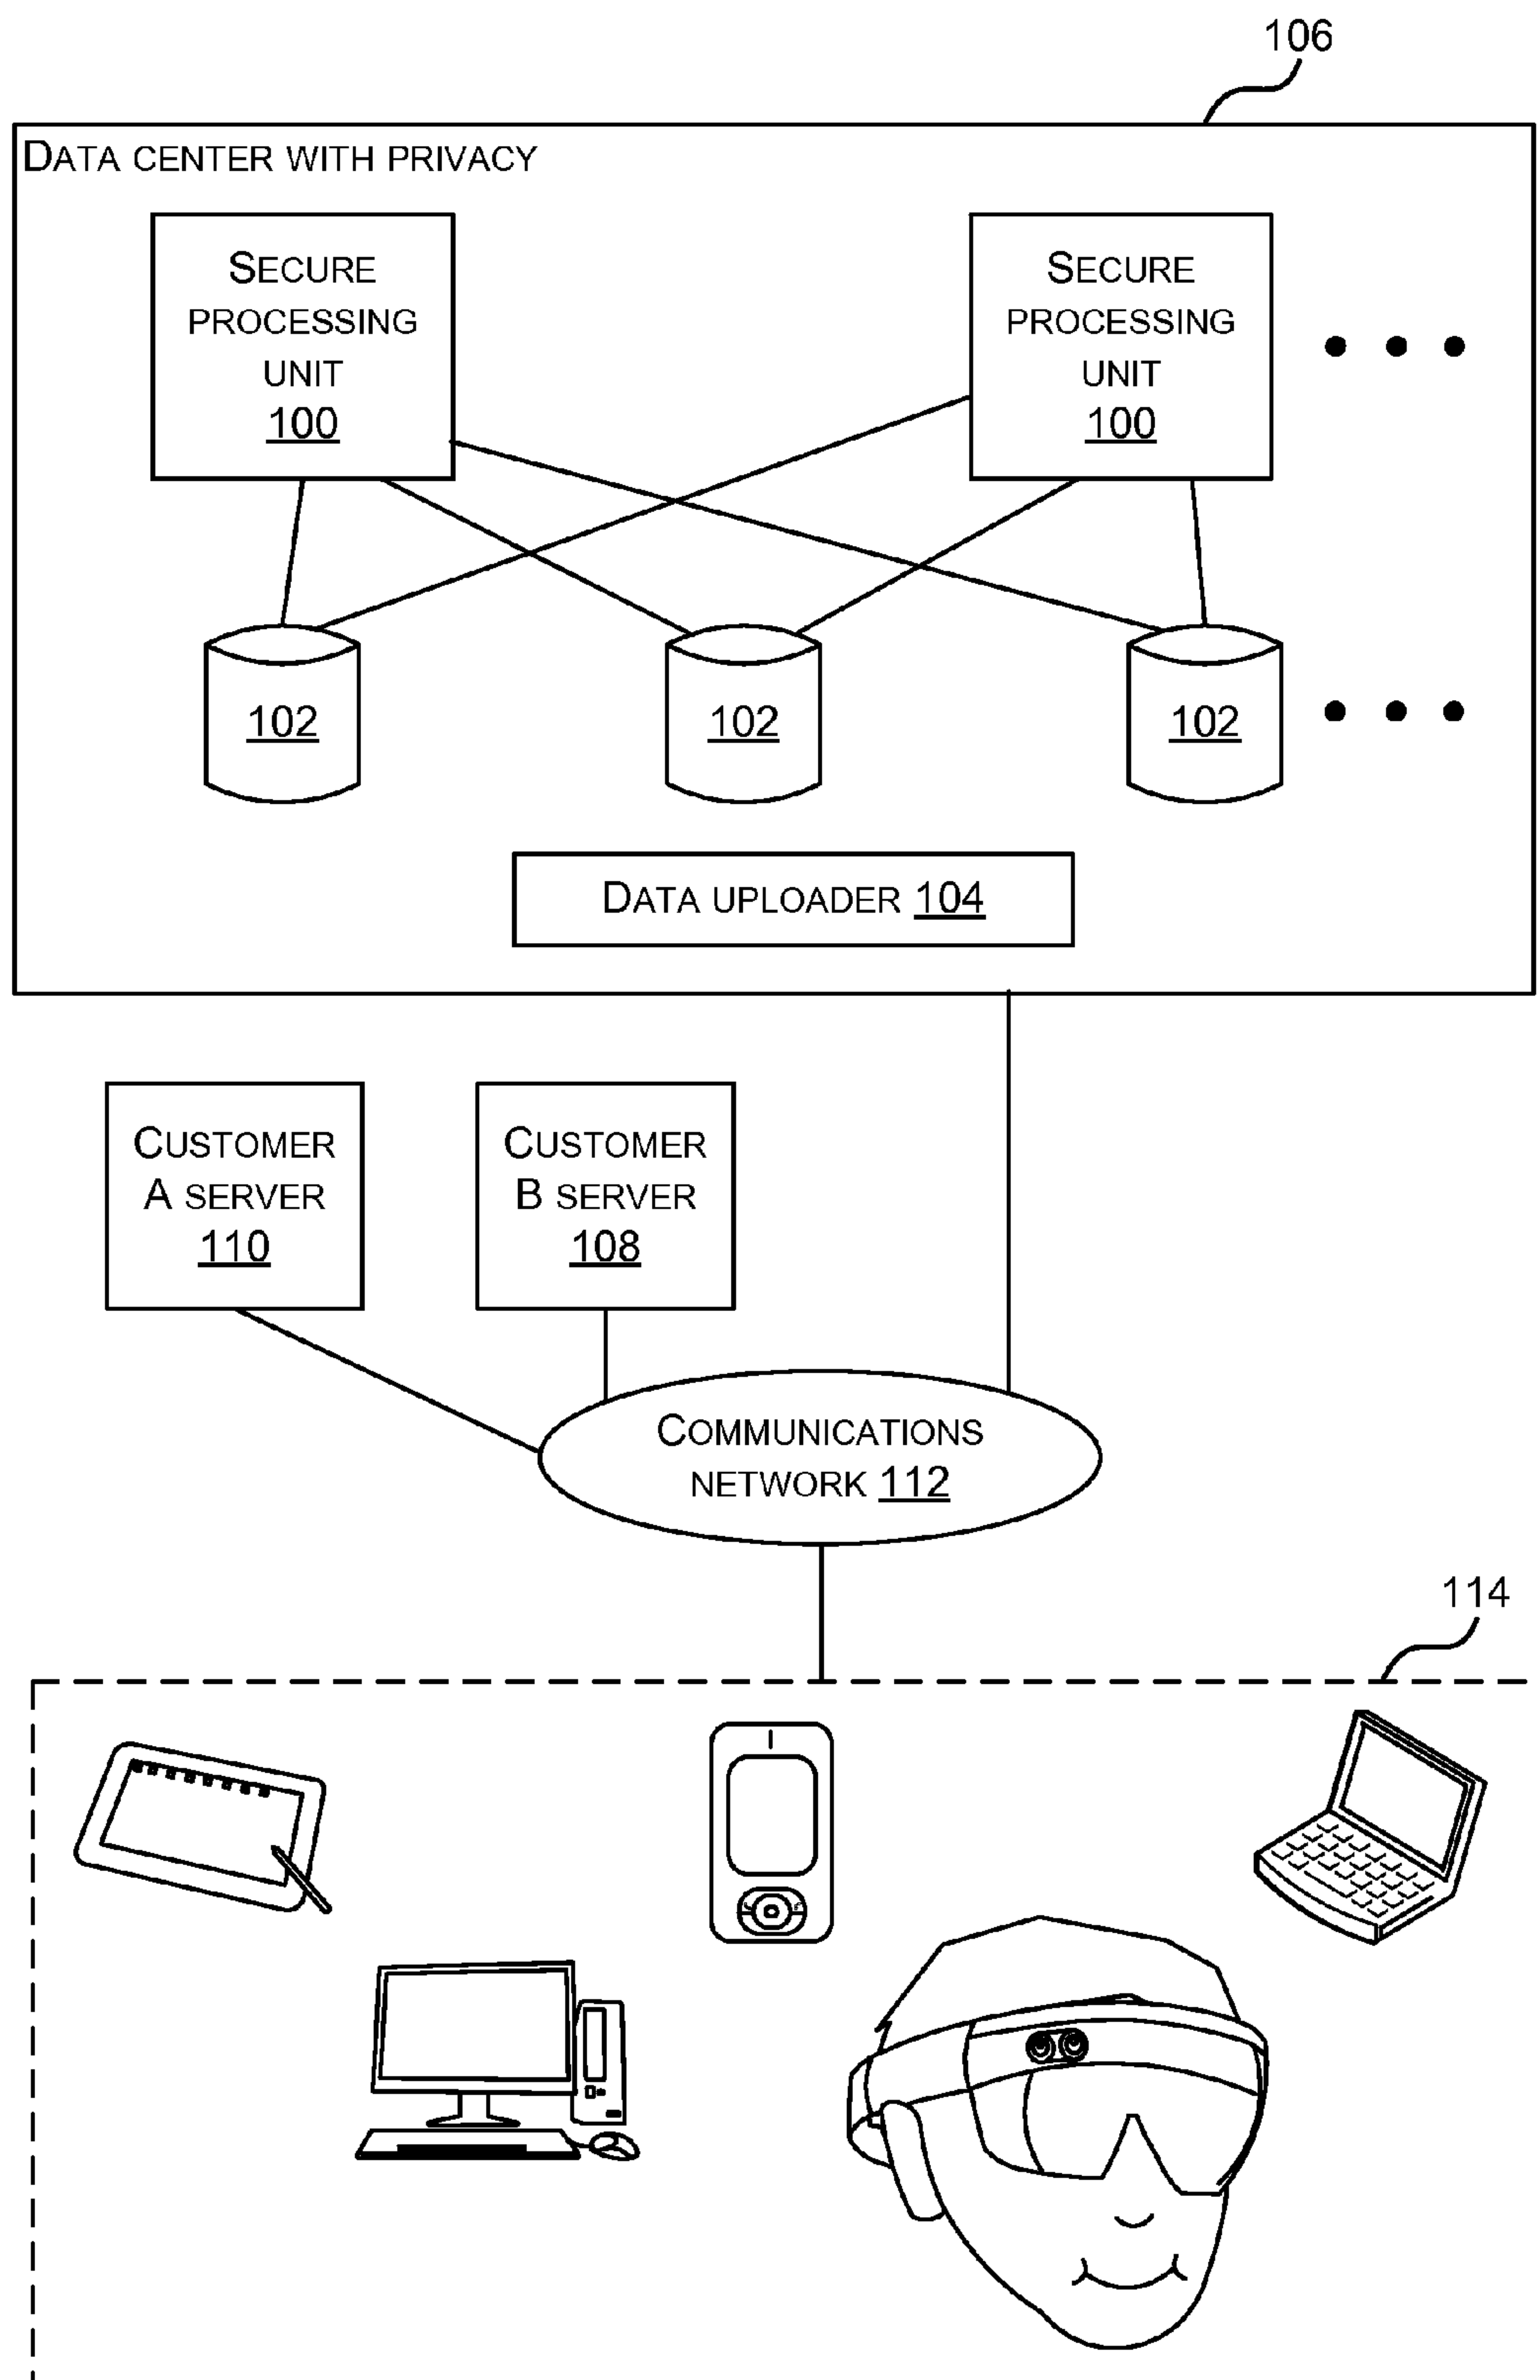 106
DATA CENTER WITH PRIVACY
SECURE
PROCESSING
UNIT
100
SECURE
PROCESSING
UNIT
100
102
102
102
DATA UPLOADER 104
CUSTOMER
A SERVER
110
CUSTOMER
B SERVER
108
COMMUNICATIONS
NETWORK 112
114